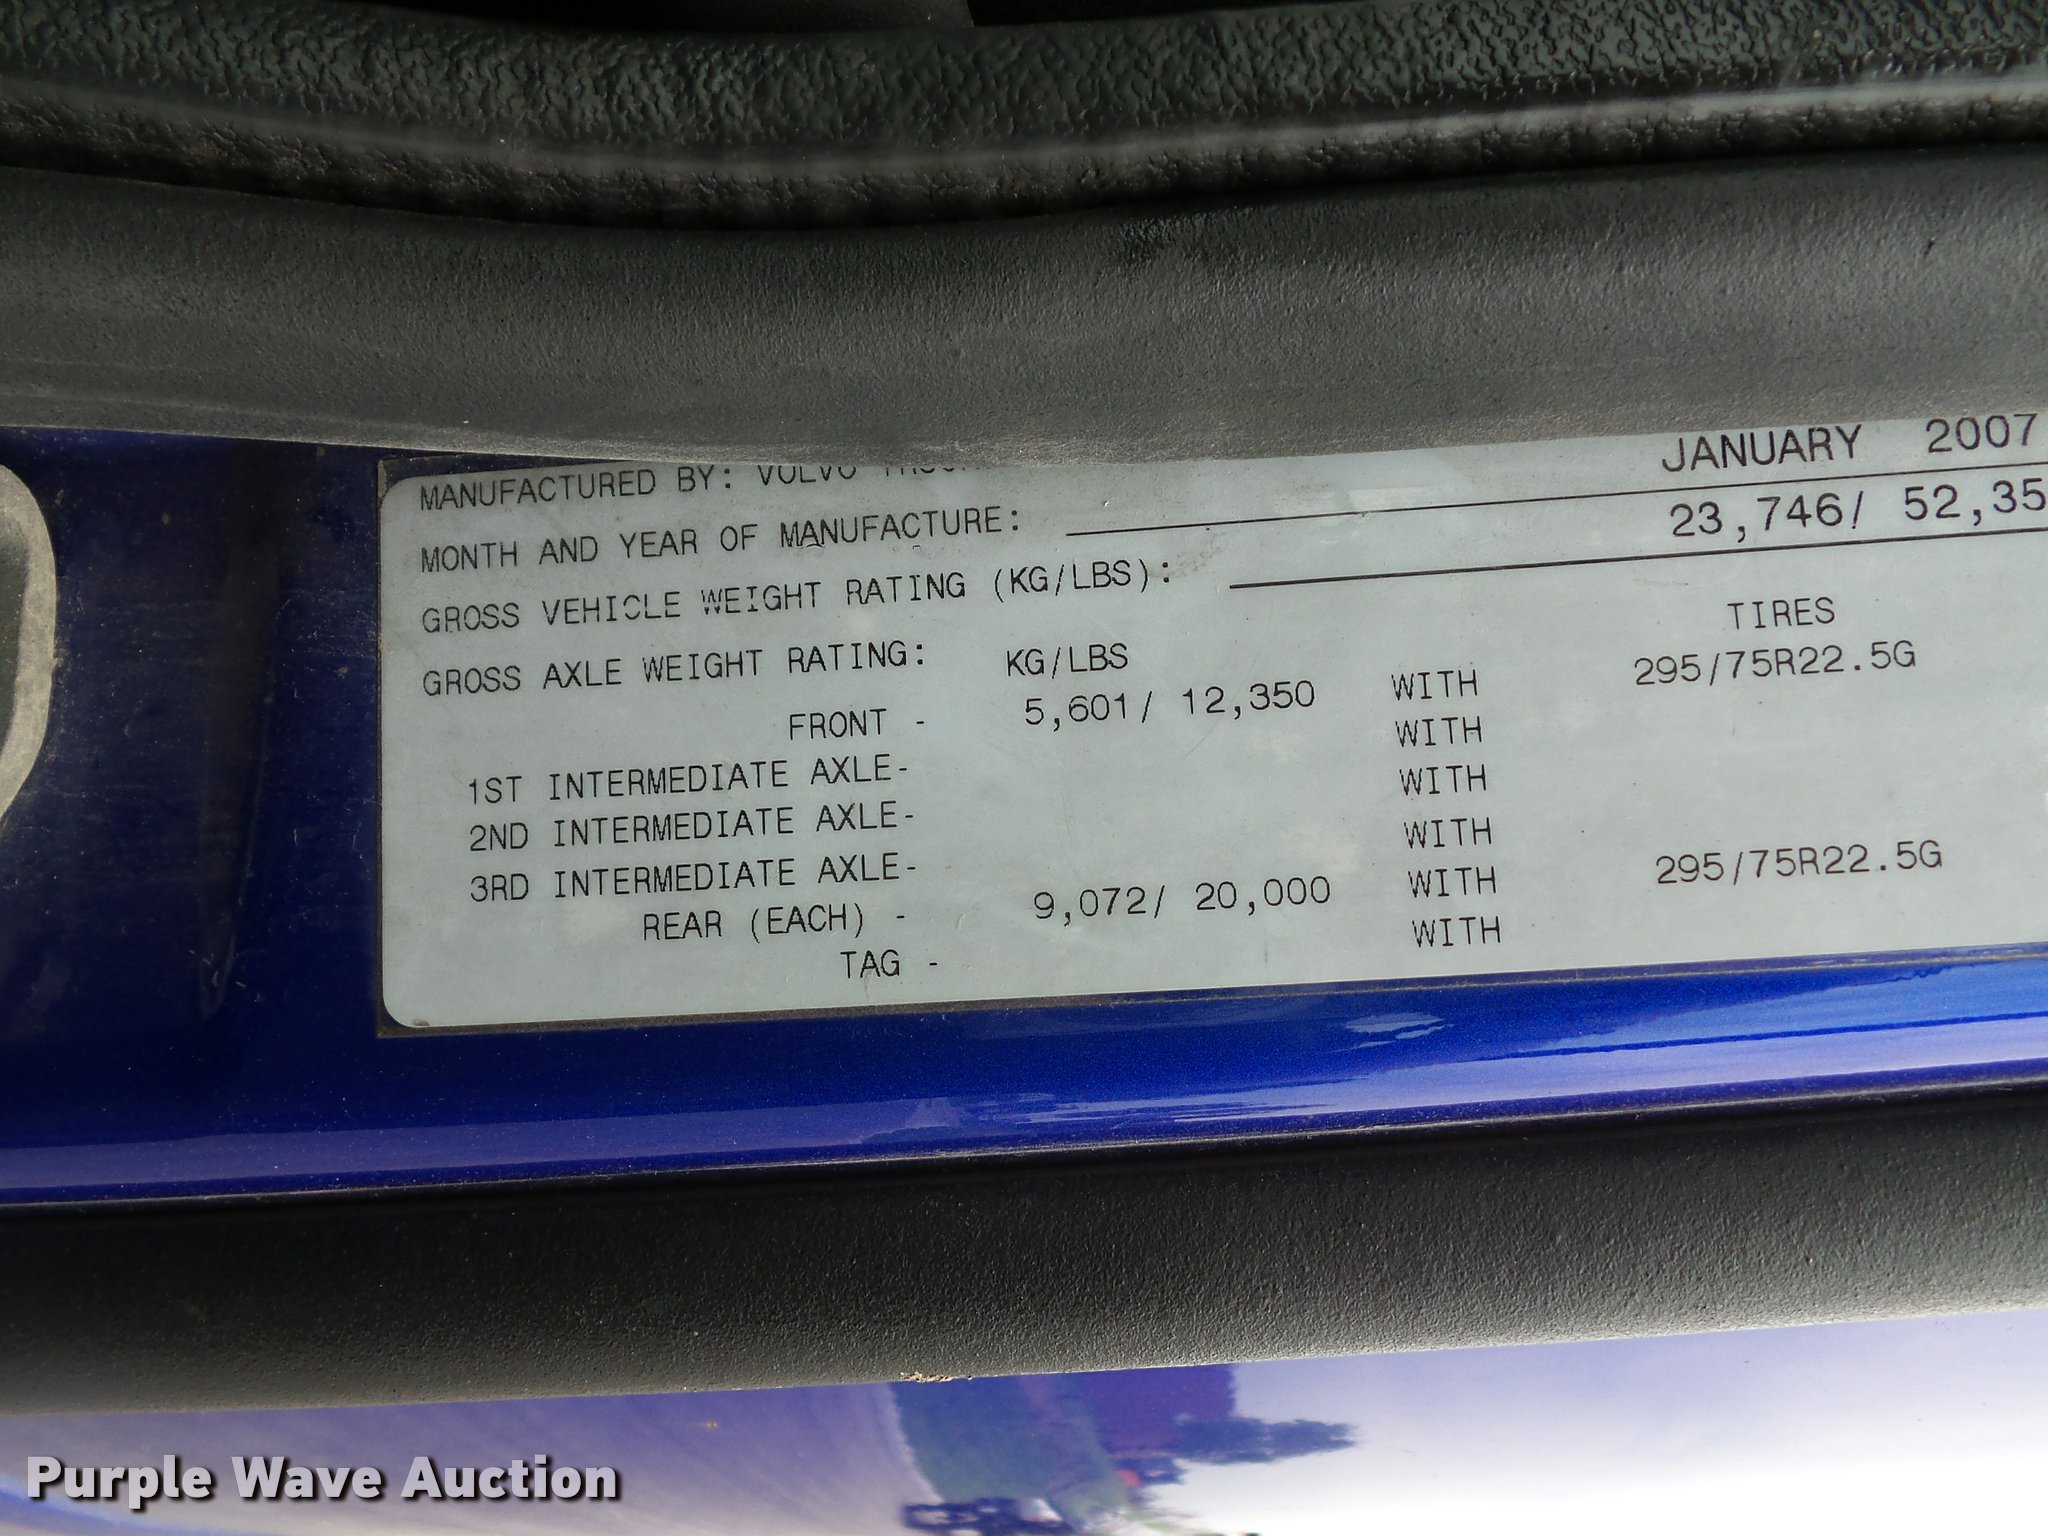 MANUFACTURED BY: VOLVO
MONTH AND YEAR OF MANUFACTURE: JANUARY 2007
GROSS VEHICLE WEIGHT RATING (KG/LBS): 23,746/ 52,35
GROSS AXLE WEIGHT RATING: KG/LBS TIRES
FRONT - 5,601/ 12,350 WITH 295/75R22.5G
1ST INTERMEDIATE AXLE- WITH
2ND INTERMEDIATE AXLE- WITH
3RD INTERMEDIATE AXLE- WITH
REAR (EACH) - 9,072/ 20,000 WITH 295/75R22.5G
TAG - WITH
Purple Wave Auction